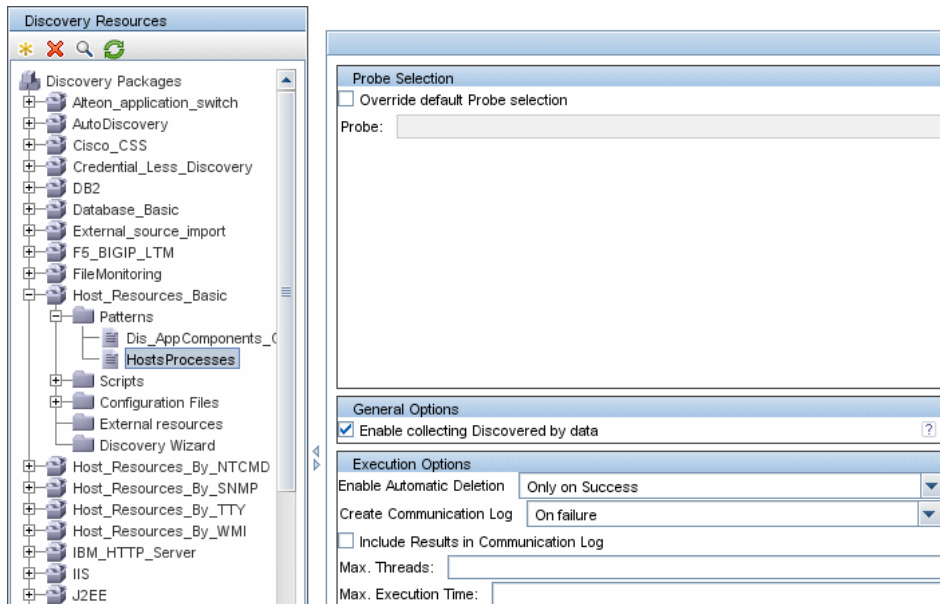 Discovery Resources
Discovery Packages
Alteon_application_switch
AutoDiscovery
Cisco_CSS
Credential_Less_Discovery
DB2
Database_Basic
External_source_import
F5_BIGIP_LTM
FileMonitoring
Host_Resources_Basic
Patterns
Dis_AppComponents_
HostsProcesses
Scripts
Configuration Files
External resources
Discovery Wizard
Host_Resources_By_NTCMD
Host_Resources_By_SNMP
Host_Resources_By_TTY
Host_Resources_By_WMI
IBM_HTTP_Server
IIS
J2EE
Probe Selection
Override default Probe selection
Probe:
General Options
Enable collecting Discovered by data ?
Execution Options
Enable Automatic Deletion Only on Success
Create Communication Log On failure
Include Results in Communication Log
Max. Threads:
Max. Execution Time: